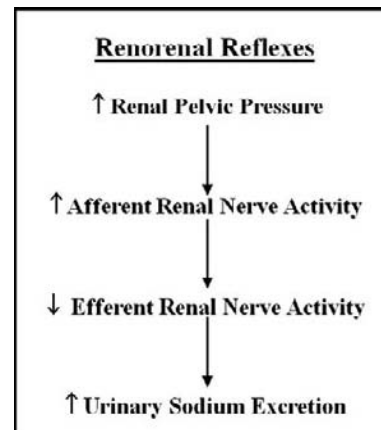 Renorenal Reflexes
↑ Renal Pelvic Pressure
↑ Afferent Renal Nerve Activity
↓ Efferent Renal Nerve Activity
↑ Urinary Sodium Excretion